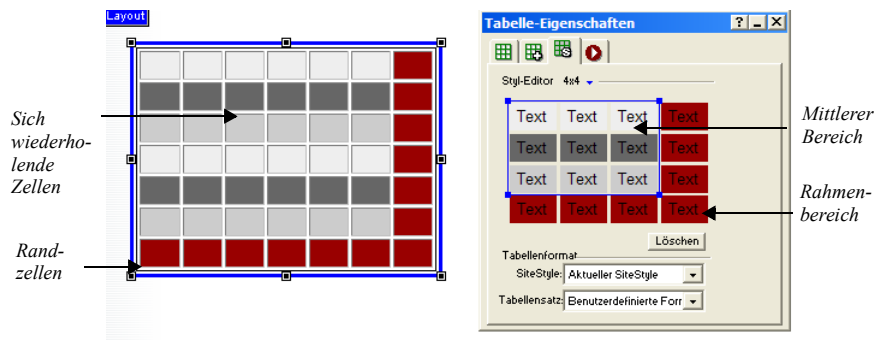 Layout
Sich
wiederho-
lende
Zellen
Rand-
zellen
Tabelle-Eigenschaften
Styl-Editor 4x4
Text Text Text Text
Text Text Text Text
Text Text Text Text
Text Text Text Text
Löschen
Tabellenformat
SiteStyle: Aktueller SiteStyle
Tabellensatz: Benutzerdefinierte Forr
Mittlerer
Bereich
Rahmen-
bereich